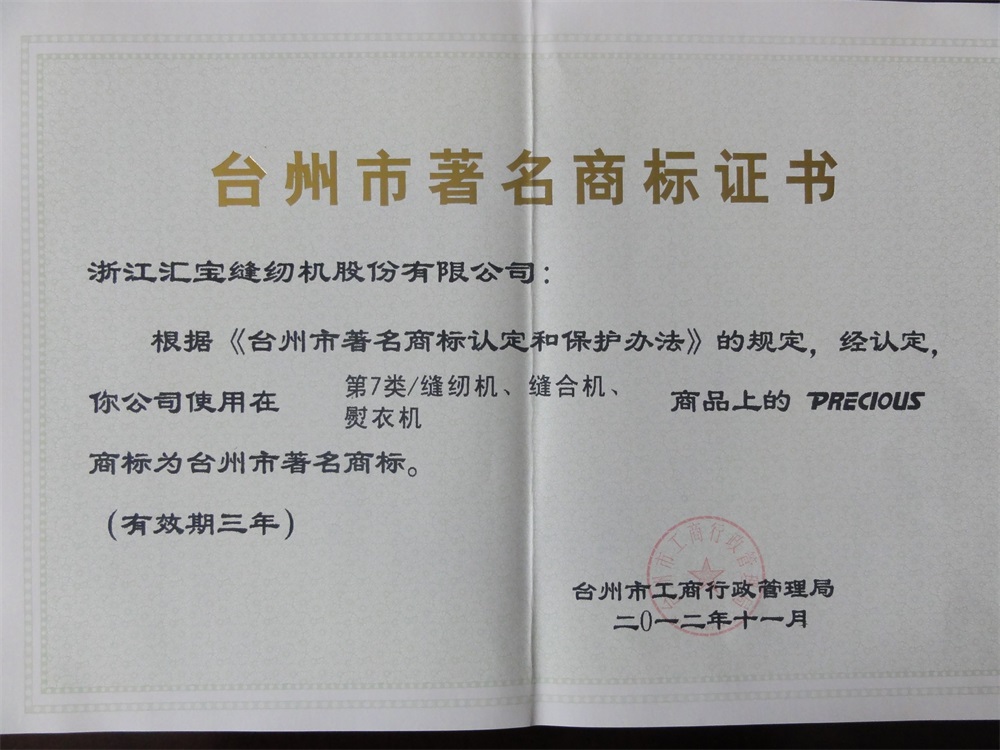 台州市著名商标证书
浙江汇宝缝纫机股份有限公司：
根据《台州市著名商标认定和保护办法》的规定，经认定，
你公司使用在 第7类/缝纫机、缝合机、熨衣机 商品上的 PRECIOUS
商标为台州市著名商标。
（有效期三年）
台州市工商行政管理局
二〇一二年十一月